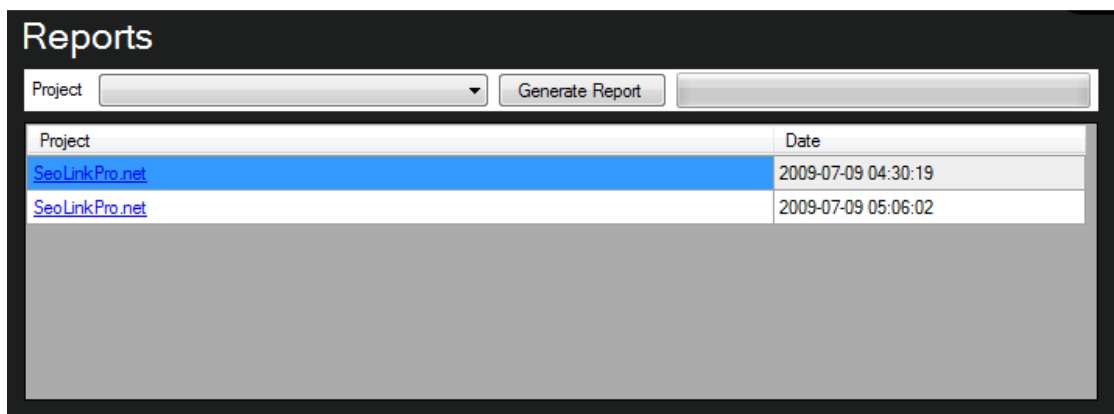 Reports
Project Generate Report
Project Date
SeoLinkPro.net 2009-07-09 04:30:19
SeoLinkPro.net 2009-07-09 05:06:02